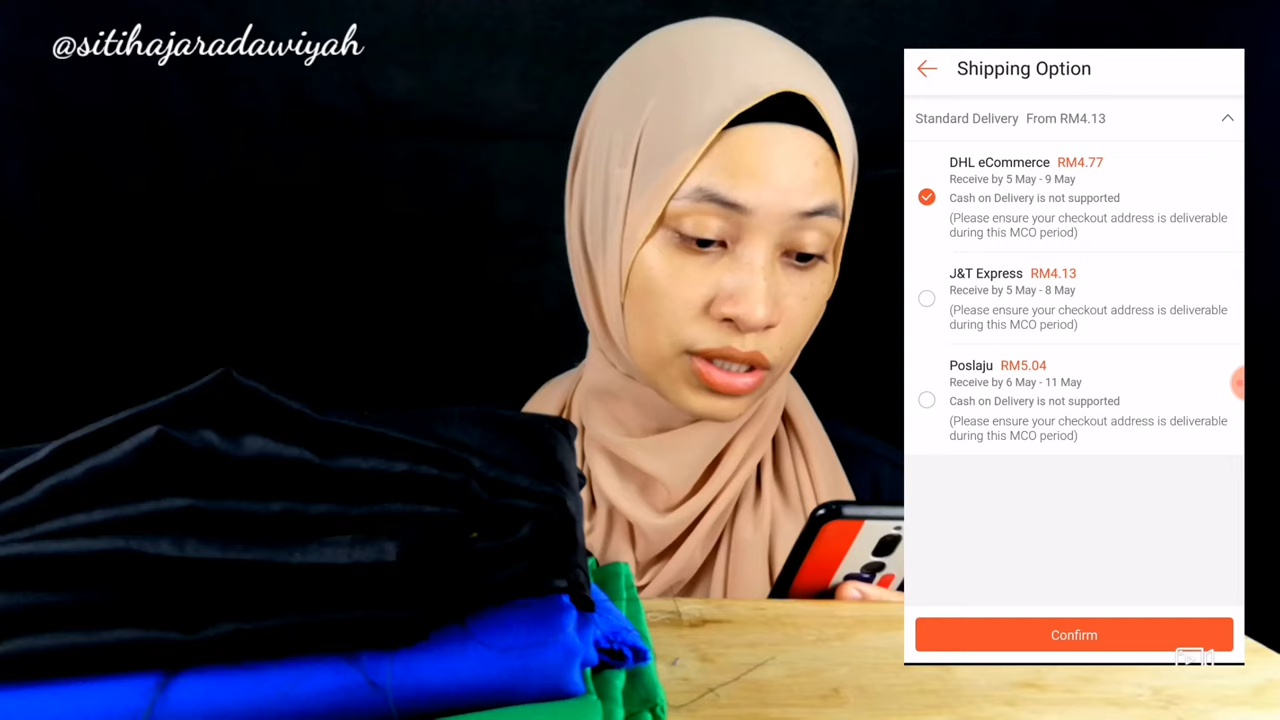 @sitihajaradawiyah
Shipping Option
Standard Delivery From RM4.13
DHL eCommerce RM4.77
Receive by 5 May - 9 May
Cash on Delivery is not supported
(Please ensure your checkout address is deliverable
during this MCO period)
J&T Express RM4.13
Receive by 5 May - 8 May
(Please ensure your checkout address is deliverable
during this MCO period)
Poslaju RM5.04
Receive by 6 May - 11 May
Cash on Delivery is not supported
(Please ensure your checkout address is deliverable
during this MCO period)
Confirm